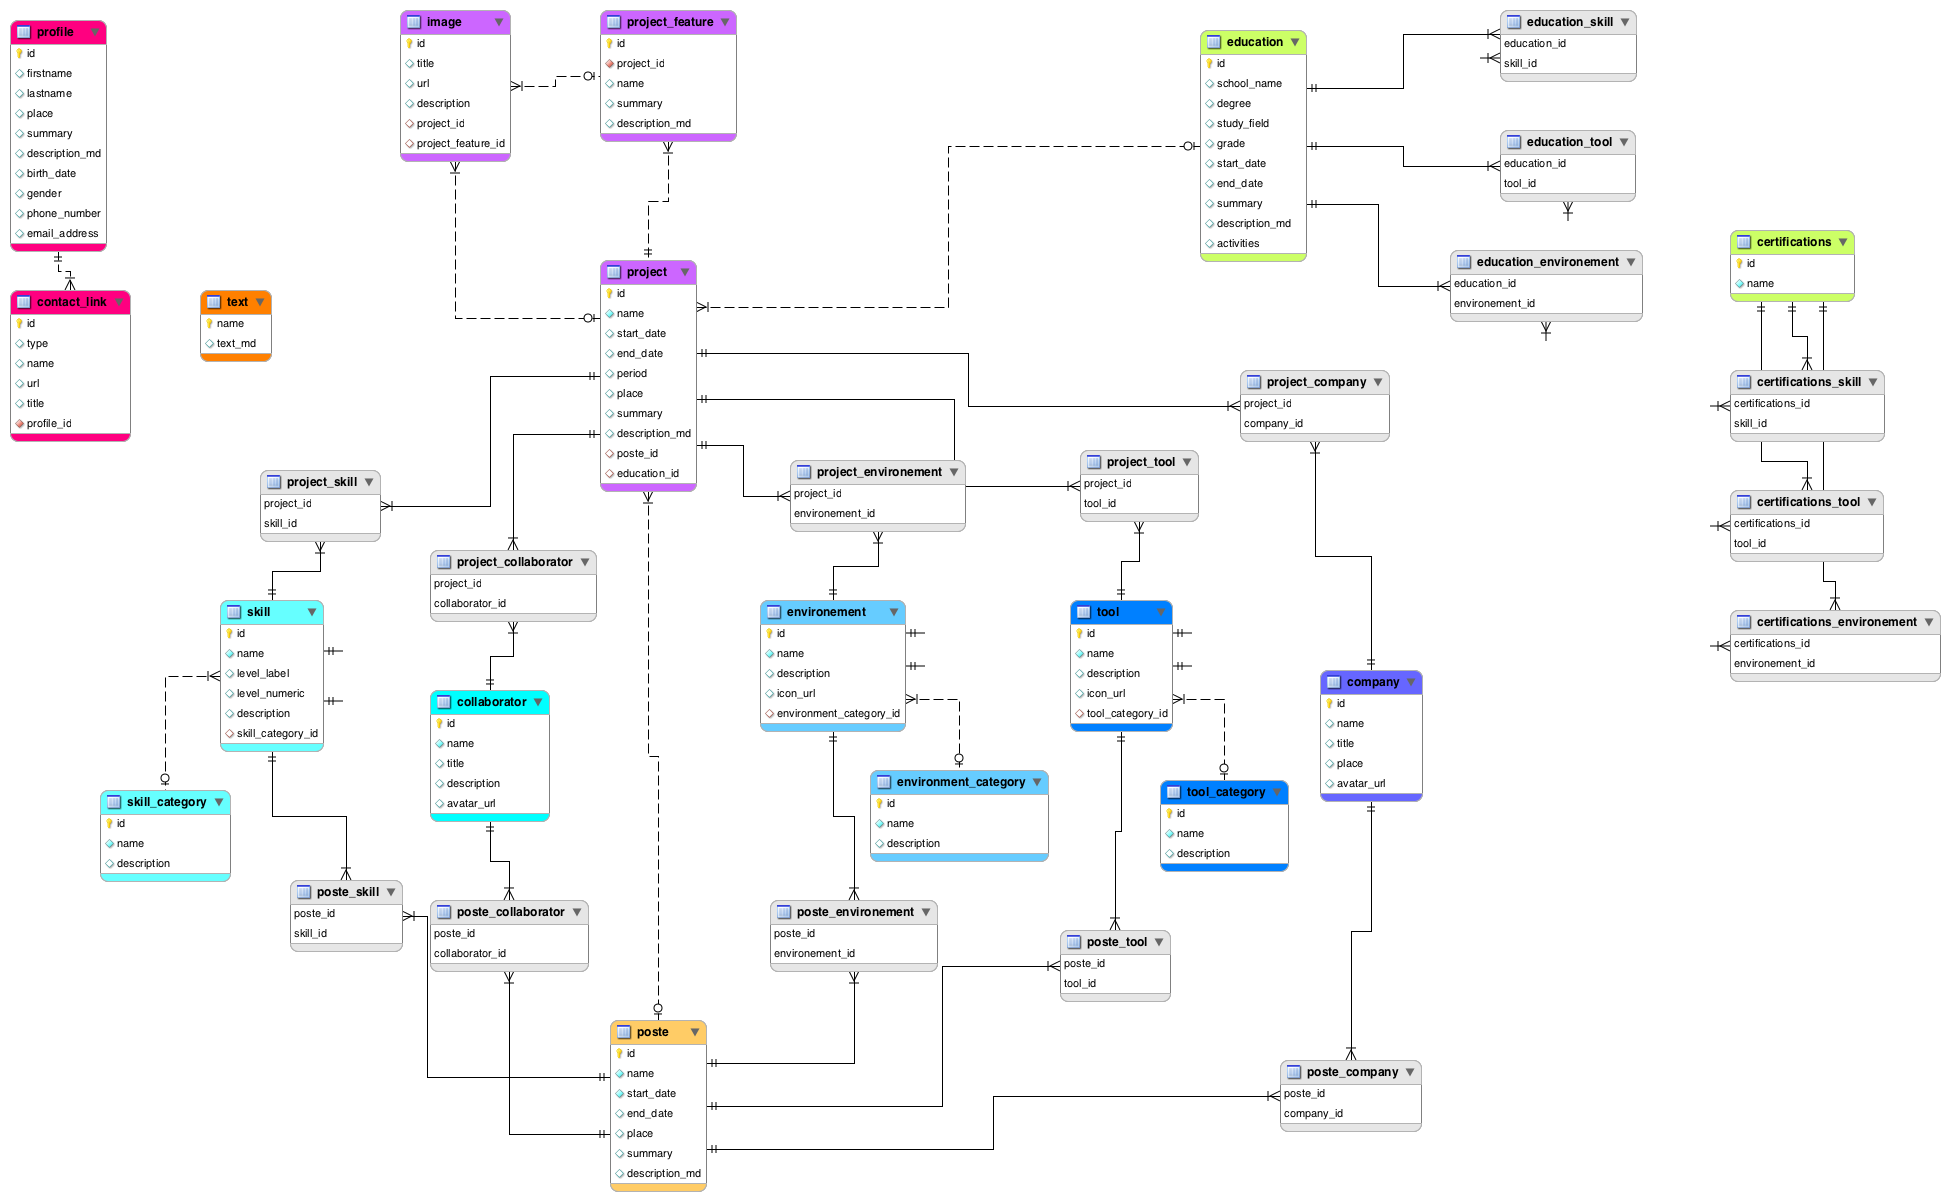 profile
id
firstname
lastname
place
summary
description_md
birth_date
gender
phone_number
email_address
contact_link
id
type
name
url
title
profile_id
text
name
text_md
image
id
title
url
description
project_id
project_feature_id
project_feature
id
project_id
name
summary
description_md
project
id
name
start_date
end_date
period
place
summary
description_md
poste_id
education_id
education
id
school_name
degree
study_field
grade
start_date
end_date
summary
description_md
activities
education_skill
education_id
skill_id
education_tool
education_id
tool_id
education_environement
education_id
environement_id
certifications
id
name
certifications_skill
certifications_id
skill_id
certifications_tool
certifications_id
tool_id
certifications_environement
certifications_id
environement_id
project_company
project_id
company_id
project_skill
project_id
skill_id
project_collaborator
project_id
collaborator_id
project_environement
project_id
environement_id
project_tool
project_id
tool_id
skill
id
name
level_label
level_numeric
description
skill_category_id
skill_category
id
name
description
collaborator
id
name
title
description
avatar_url
environement
id
name
description
icon_url
environment_category_id
environment_category
id
name
description
tool
id
name
description
icon_url
tool_category_id
tool_category
id
name
description
company
id
name
title
place
avatar_url
poste_skill
poste_id
skill_id
poste_collaborator
poste_id
collaborator_id
poste_environement
poste_id
environement_id
poste_tool
poste_id
tool_id
poste
id
name
start_date
end_date
place
summary
description_md
poste_company
poste_id
company_id